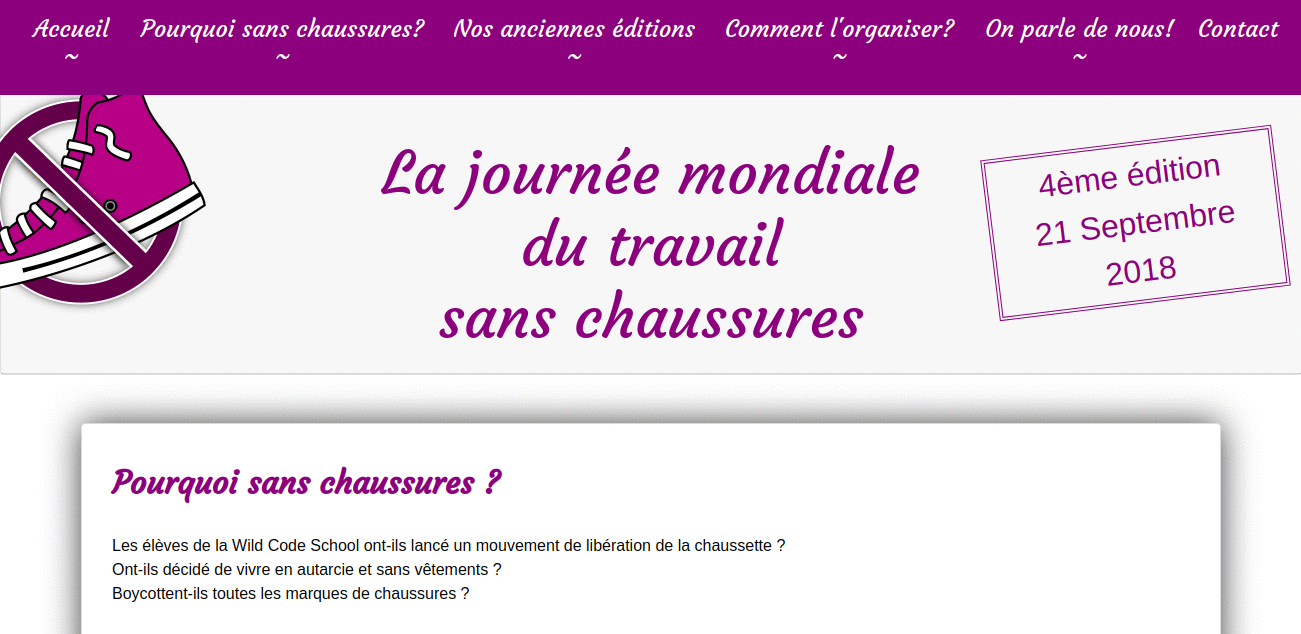 Accueil
Pourquoi sans chaussures?
Nos anciennes éditions
Comment l'organiser?
On parle de nous!
Contact
~
~
~
~
~
La journée mondiale
du travail
sans chaussures
4ème édition
21 Septembre
2018
Pourquoi sans chaussures ?
Les élèves de la Wild Code School ont-ils lancé un mouvement de libération de la chaussette ?
Ont-ils décidé de vivre en autarcie et sans vêtements ?
Boycottent-ils toutes les marques de chaussures ?